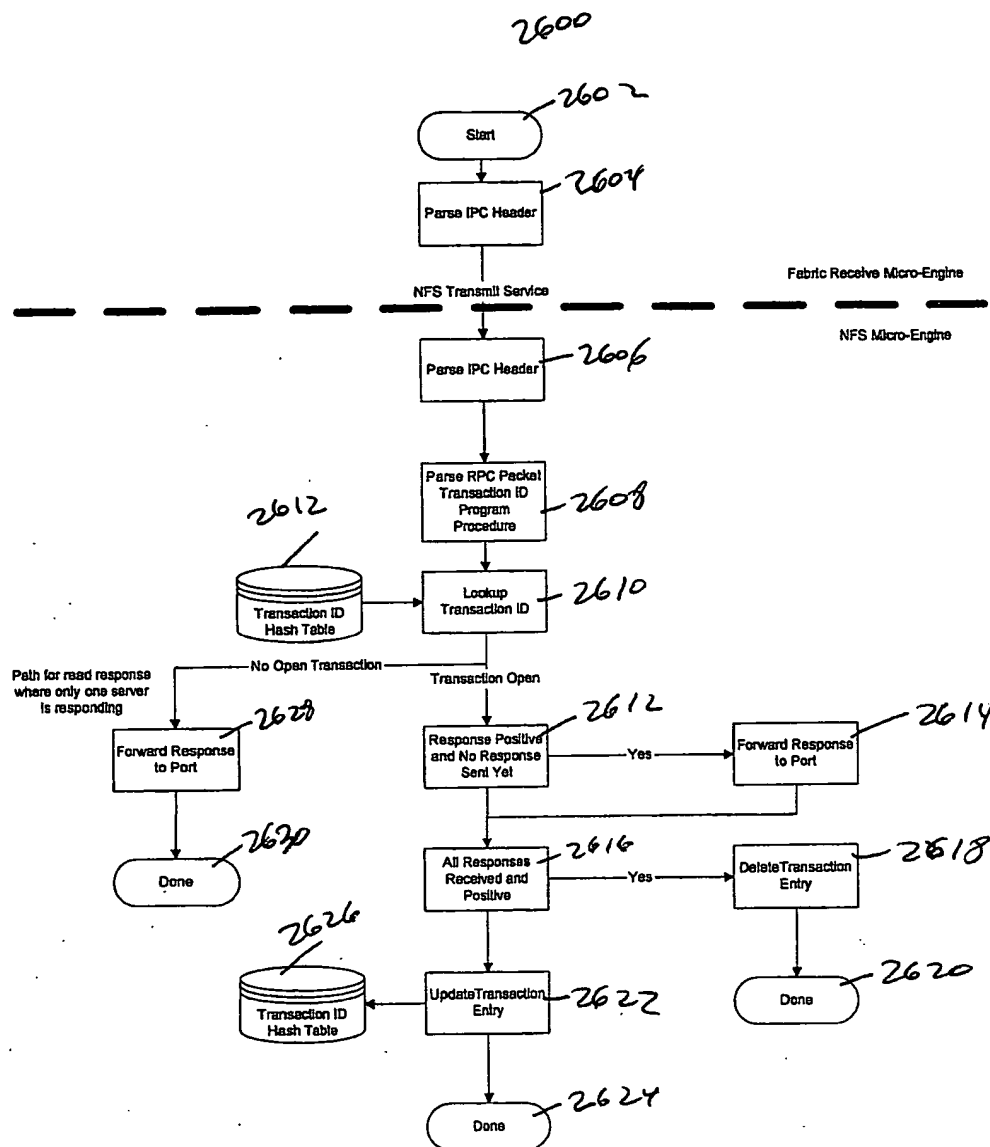 2600
2602
Start
2604
Parse IPC Header
Fabric Receive Micro-Engine
NFS Transmit Service
NFS Micro-Engine
2606
Parse IPC Header
Parse RPC Packet
Transaction ID
Program
Procedure
2608
2612
Transaction ID
Hash Table
Lookup
Transaction ID
2610
No Open Transaction
Transaction Open
Path for read response
where only one server
is responding
2628
Forward Response
to Port
2612
Response Positive
and No Response
Sent Yet
Yes
2614
Forward Response
to Port
2630
Done
2616
All Responses
Received and
Positive
Yes
2618
DeleteTransaction
Entry
2626
Transaction ID
Hash Table
UpdateTransaction
Entry
2622
2620
Done
2624
Done